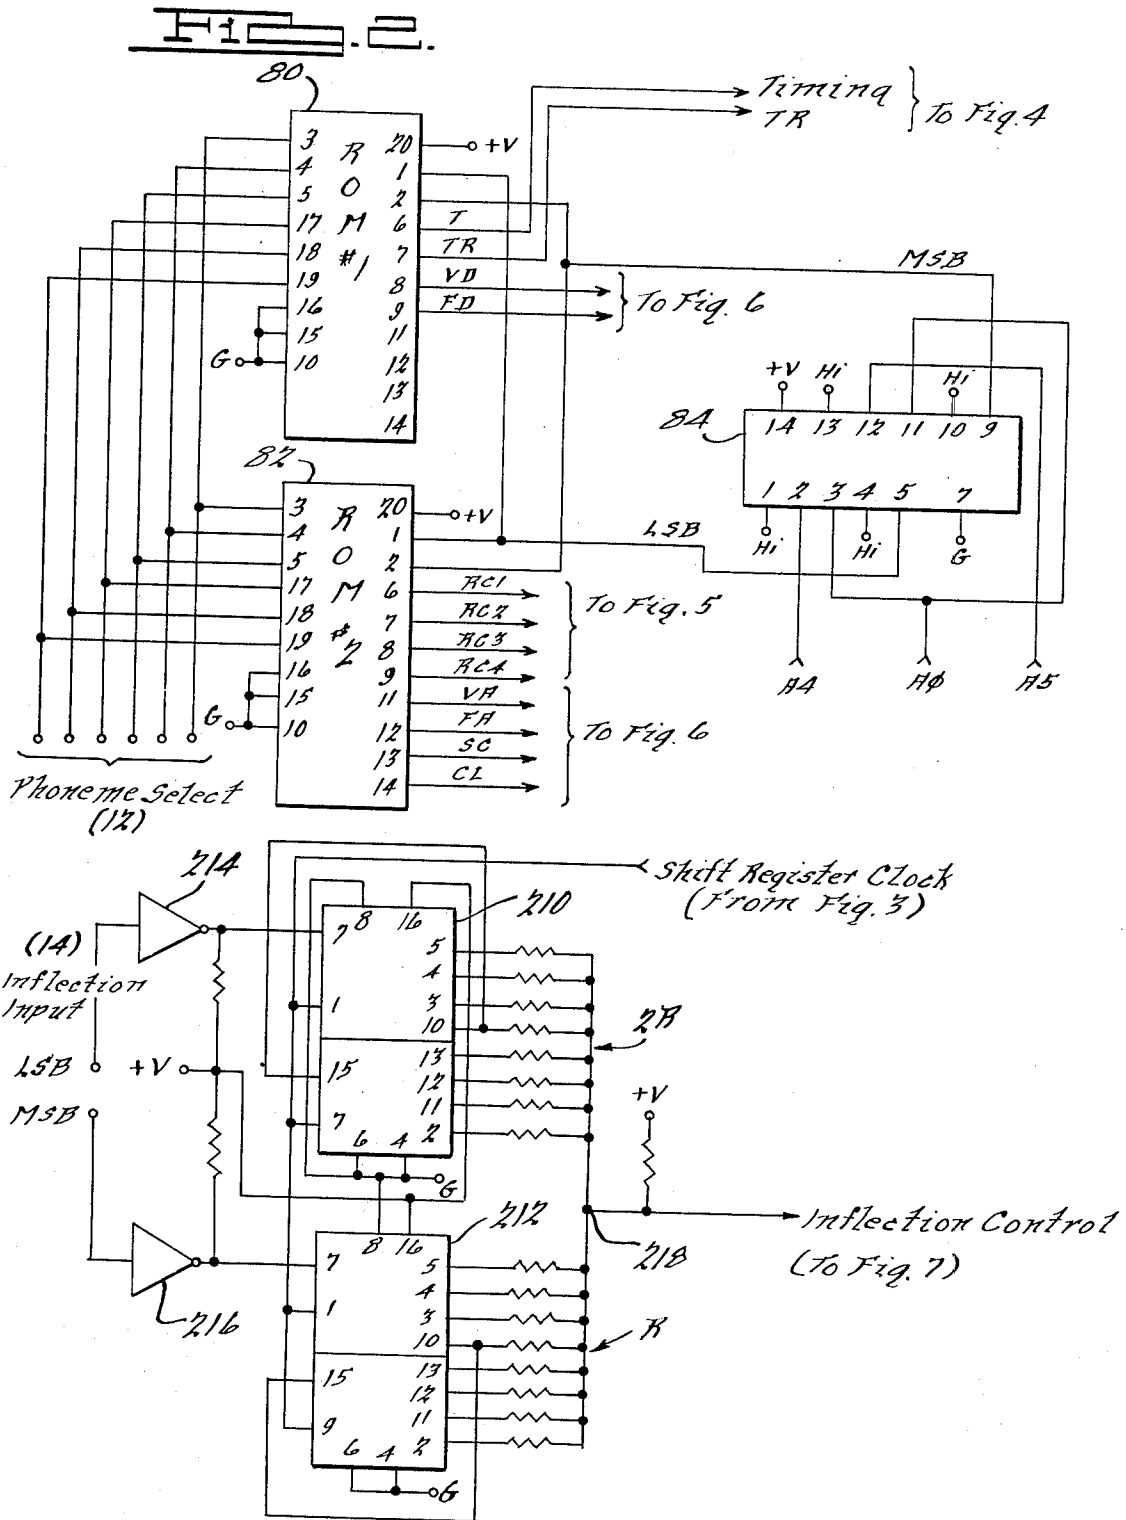 FIG. 2.
80
3 R 20 +V
4 O 1
5 M 2
17 #1 6 T
18 7 TR
19 8 VD
16 9 FD
15 11
G 10 12
13
14
Timing
TR
To Fig. 4
To Fig. 6
MSB
84
+V Hi Hi
14 13 12 11 10 9
1 2 3 4 5 7
Hi Hi G
A4 AØ A5
82
3 R 20 +V
4 O 1 LSB
5 M 2
17 #2 6 RC1
18 7 RC2
19 8 RC3
16 9 RC4
15 11 VA
G 10 12 FA
13 SC
14 CL
To Fig. 5
To Fig. 6
Phoneme Select
(12)
Shift Register Clock
(From Fig. 3)
214
210
(14)
Inflection
Input
LSB +V
MSB
7 8 16 5
4
1 3
10
15 13
12
11
7 6 4 2
G
2R
+V
218
Inflection Control
(To Fig. 7)
216
212
7 8 16 5
4
1 3
10
15 13
12
9 11
6 4 2
G
R